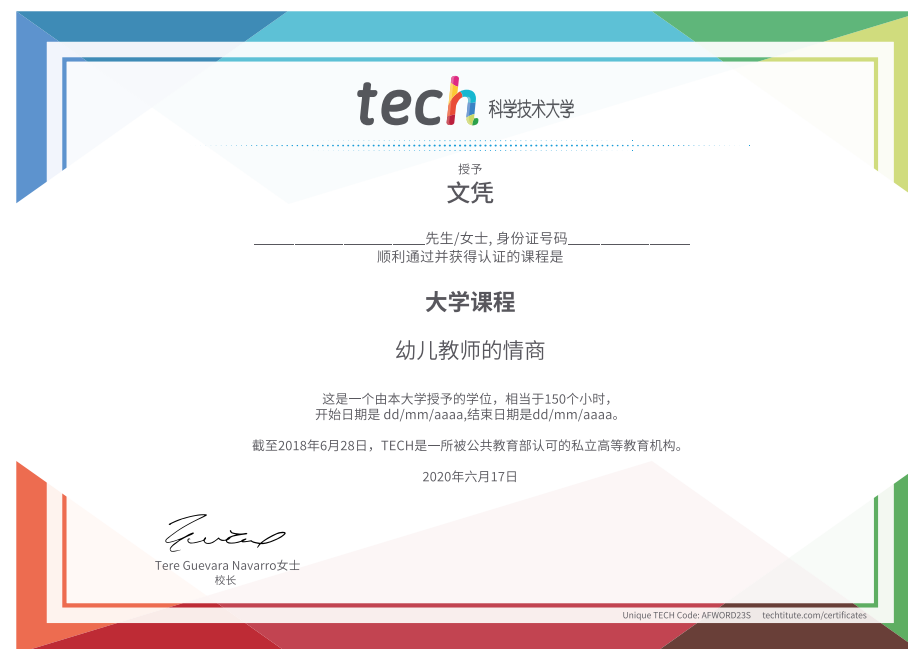 tech 科学技术大学
授予
文凭
____________________先生/女士, 身份证号码______________
顺利通过并获得认证的课程是
大学课程
幼儿教师的情商
这是一个由本大学授予的学位，相当于150个小时，
开始日期是 dd/mm/aaaa,结束日期是dd/mm/aaaa。
截至2018年6月28日，TECH是一所被公共教育部认可的私立高等教育机构。
2020年六月17日
Tere Guevara Navarro女士
校长
Unique TECH Code: AFWORD23S techtitute.com/certificates